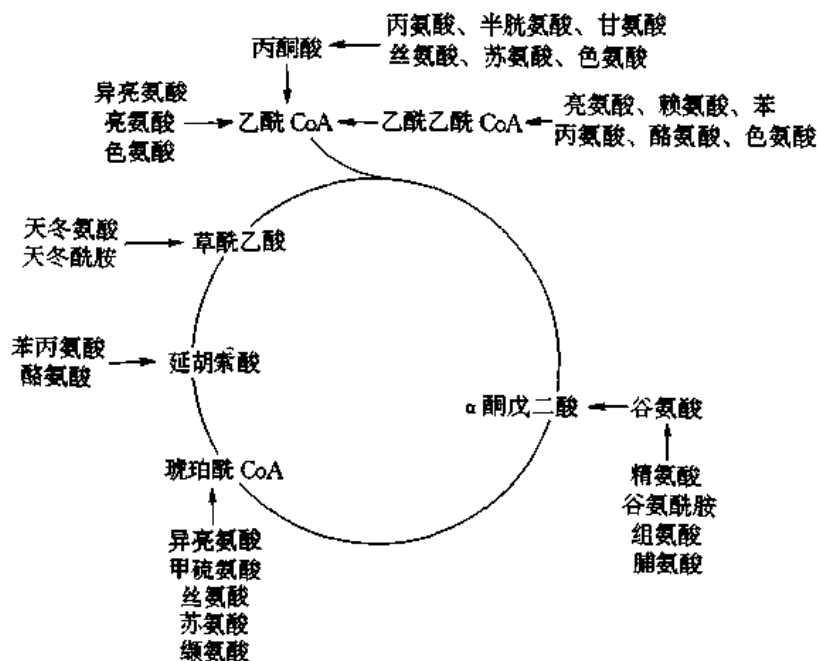 丙氨酸、半胱氨酸、甘氨酸
丙酮酸
丝氨酸、苏氨酸、色氨酸
异亮氨酸
亮氨酸
色氨酸
乙酰 CoA
乙酰乙酰 CoA
亮氨酸、赖氨酸、苯
丙氨酸、酪氨酸、色氨酸
天冬氨酸
天冬酰胺
草酰乙酸
苯丙氨酸
酪氨酸
延胡索酸
α酮戊二酸
谷氨酸
琥珀酰 CoA
精氨酸
谷氨酰胺
组氨酸
脯氨酸
异亮氨酸
甲硫氨酸
丝氨酸
苏氨酸
缬氨酸